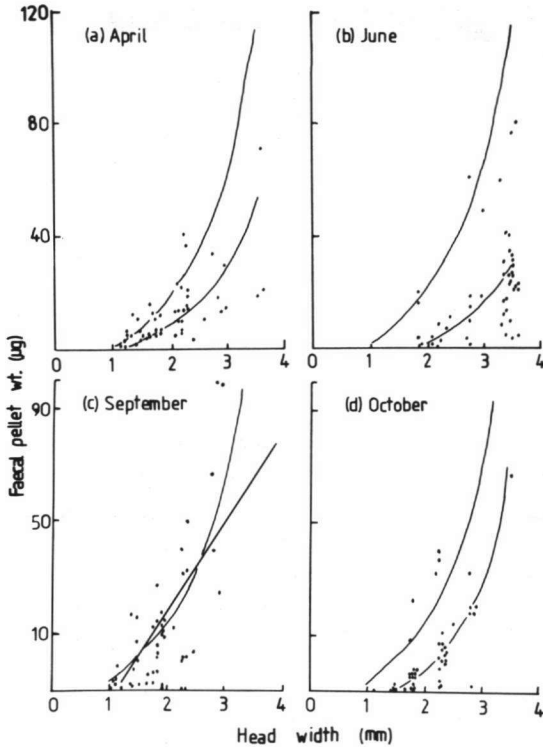 120
80
40
0
(a) April
(b) June
0 1 2 3 4
0 1 2 3 4
Faecal pellet wt. (µg)
90
50
10
(c) September
(d) October
0 1 2 3 4
0 1 2 3 4
Head width (mm)